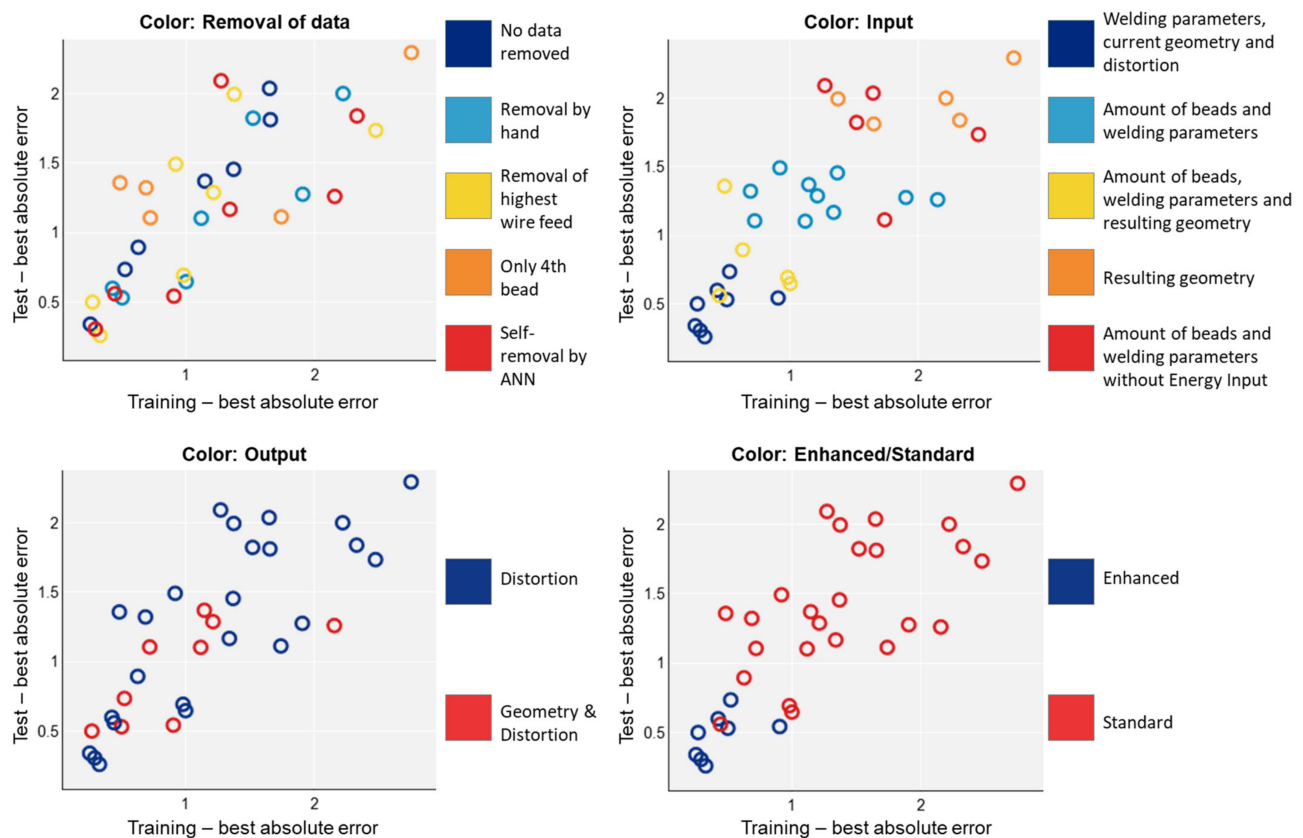 Color: Removal of data
Test – best absolute error
2
1.5
1
0.5
1
2
Training – best absolute error
No data
removed
Removal by
hand
Removal of
highest
wire feed
Only 4th
bead
Self-
removal by
ANN
Color: Input
Test – best absolute error
2
1.5
1
0.5
1
2
Training – best absolute error
Welding parameters,
current geometry and
distortion
Amount of beads and
welding parameters
Amount of beads,
welding parameters and
resulting geometry
Resulting geometry
Amount of beads and
welding parameters
without Energy Input
Color: Output
Test – best absolute error
2
1.5
1
0.5
1
2
Training – best absolute error
Distortion
Geometry &
Distortion
Color: Enhanced/Standard
Test – best absolute error
2
1.5
1
0.5
1
2
Training – best absolute error
Enhanced
Standard